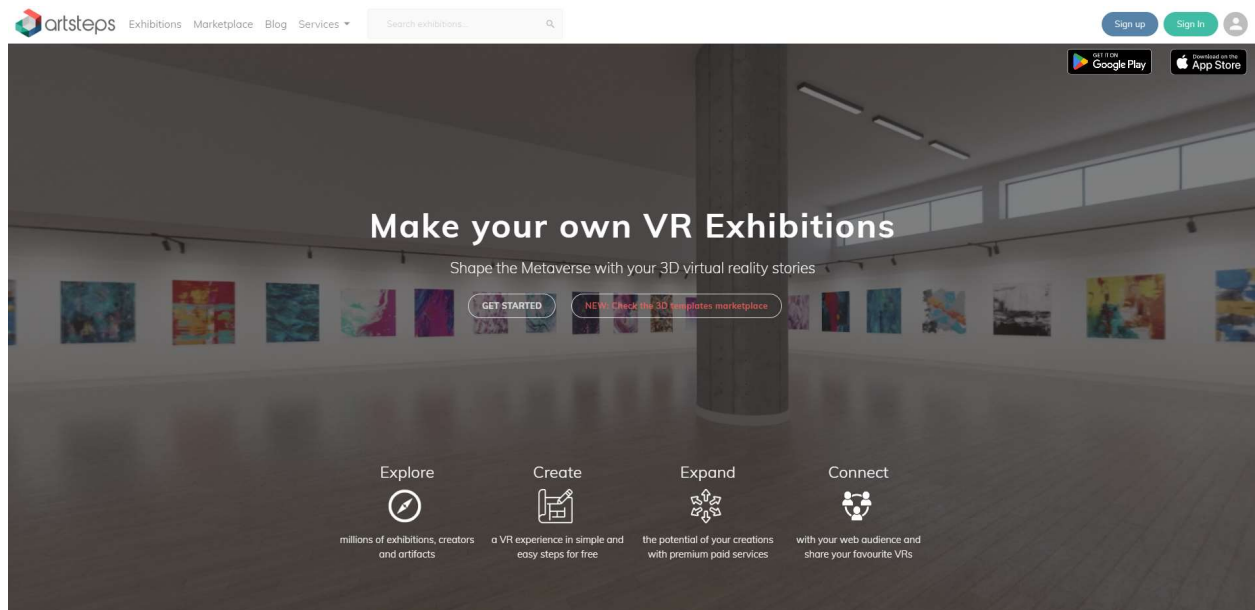 artsteps
Exhibitions
Marketplace
Blog
Services
Search exhibitions...
Sign up
Sign In
GET IT ON
Google Play
Download on the
App Store
Make your own VR Exhibitions
Shape the Metaverse with your 3D virtual reality stories
GET STARTED
NEW: Check the 3D templates marketplace
Explore
millions of exhibitions, creators
and artifacts
Create
a VR experience in simple and
easy steps for free
Expand
the potential of your creations
with premium paid services
Connect
with your web audience and
share your favourite VRs